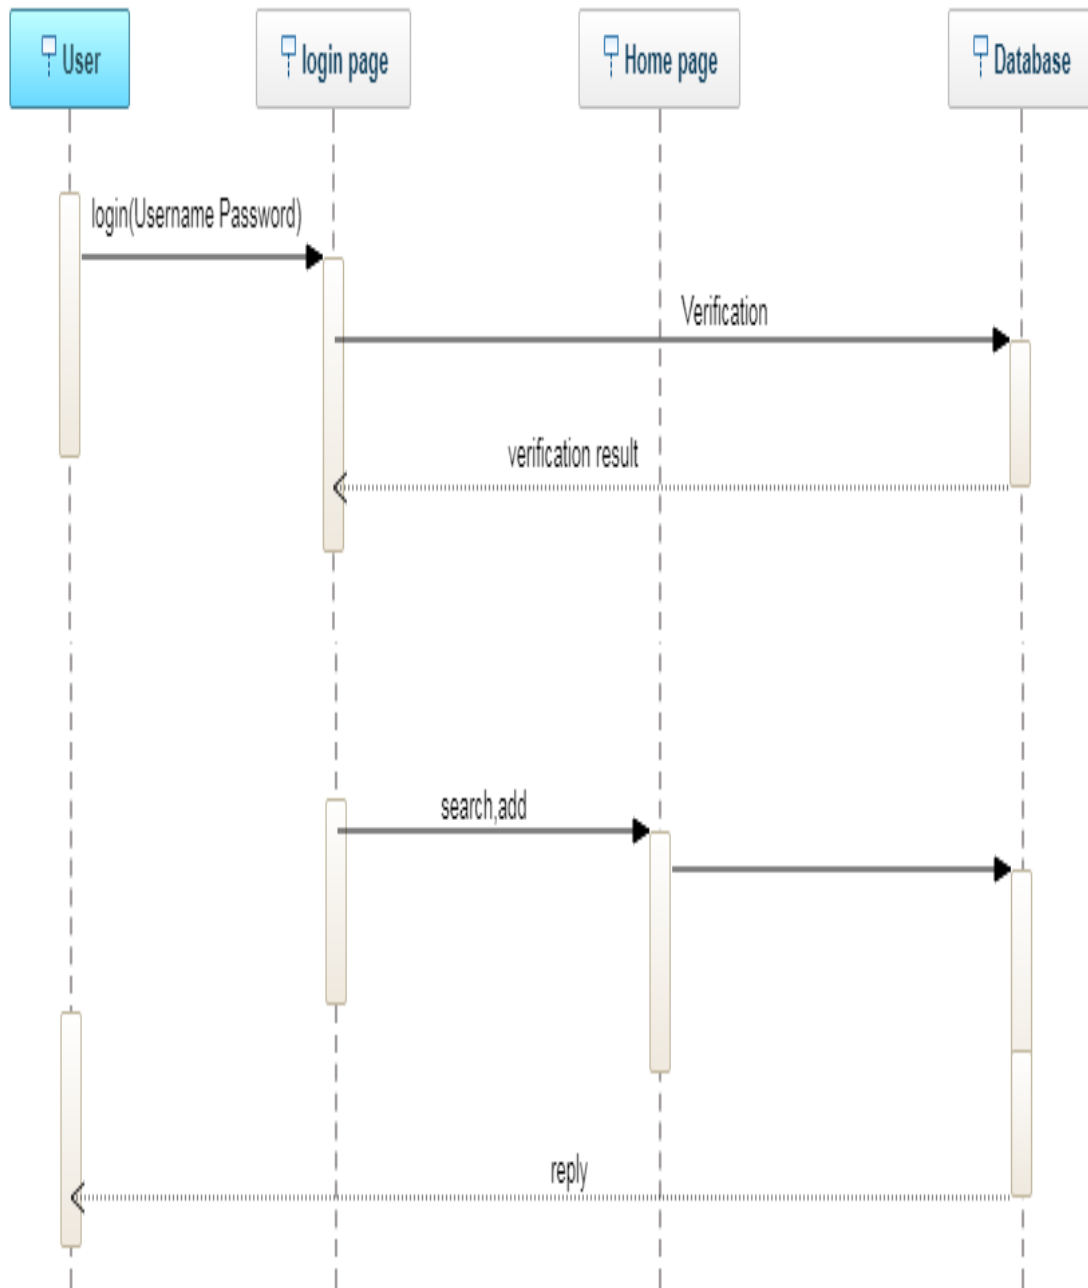 User
login page
Home page
Database
login(Username Password)
Verification
verification result
search,add
reply